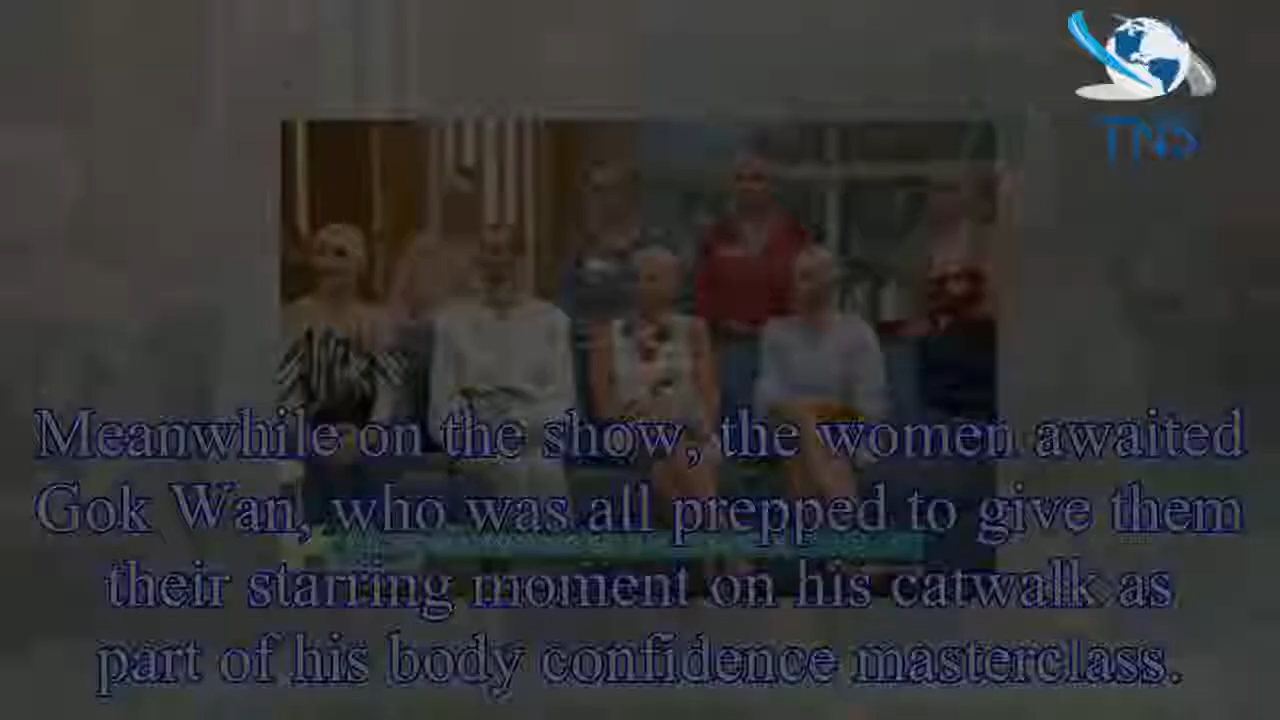 TNS
Meanwhile on the show, the women awaited
Gok Wan, who was all prepped to give them
their starring moment on his catwalk as
part of his body confidence masterclass.